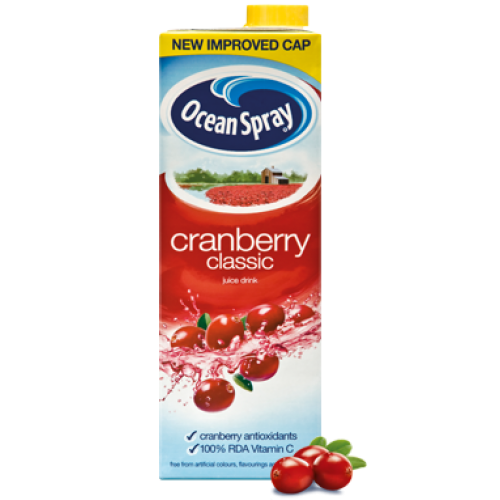 NEW IMPROVED CAP
Ocean Spray
cranberry
classic
juice drink
cranberry antioxidants
100% RDA Vitamin C
free from artificial colours, flavourings